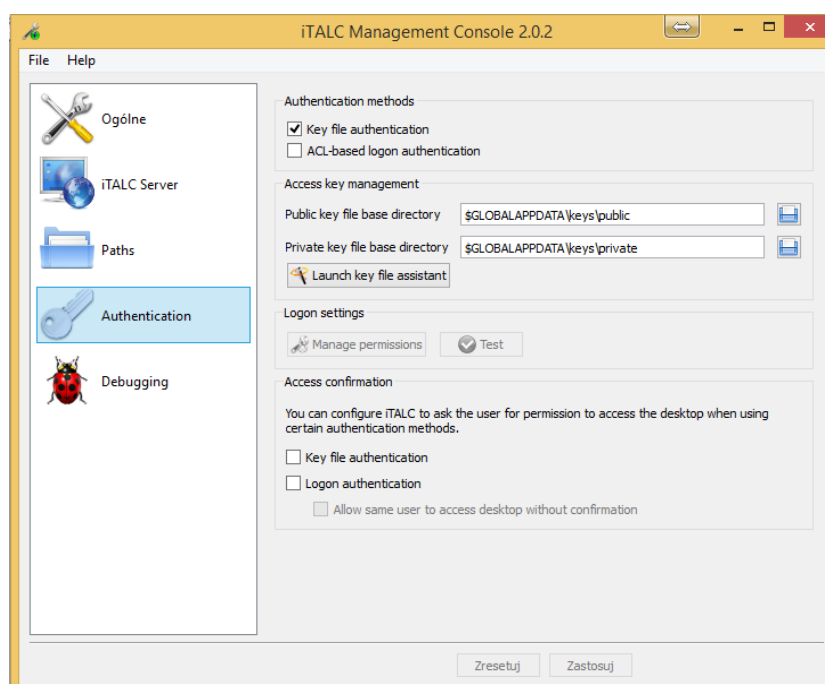 iTALC Management Console 2.0.2
File Help
Ogólne
iTALC Server
Paths
Authentication
Debugging
Authentication methods
Key file authentication
ACL-based logon authentication
Access key management
Public key file base directory $GLOBALAPPDATA\keys\public
Private key file base directory $GLOBALAPPDATA\keys\private
Launch key file assistant
Logon settings
Manage permissions Test
Access confirmation
You can configure iTALC to ask the user for permission to access the desktop when using
certain authentication methods.
Key file authentication
Logon authentication
Allow same user to access desktop without confirmation
Zresetuj Zastosuj